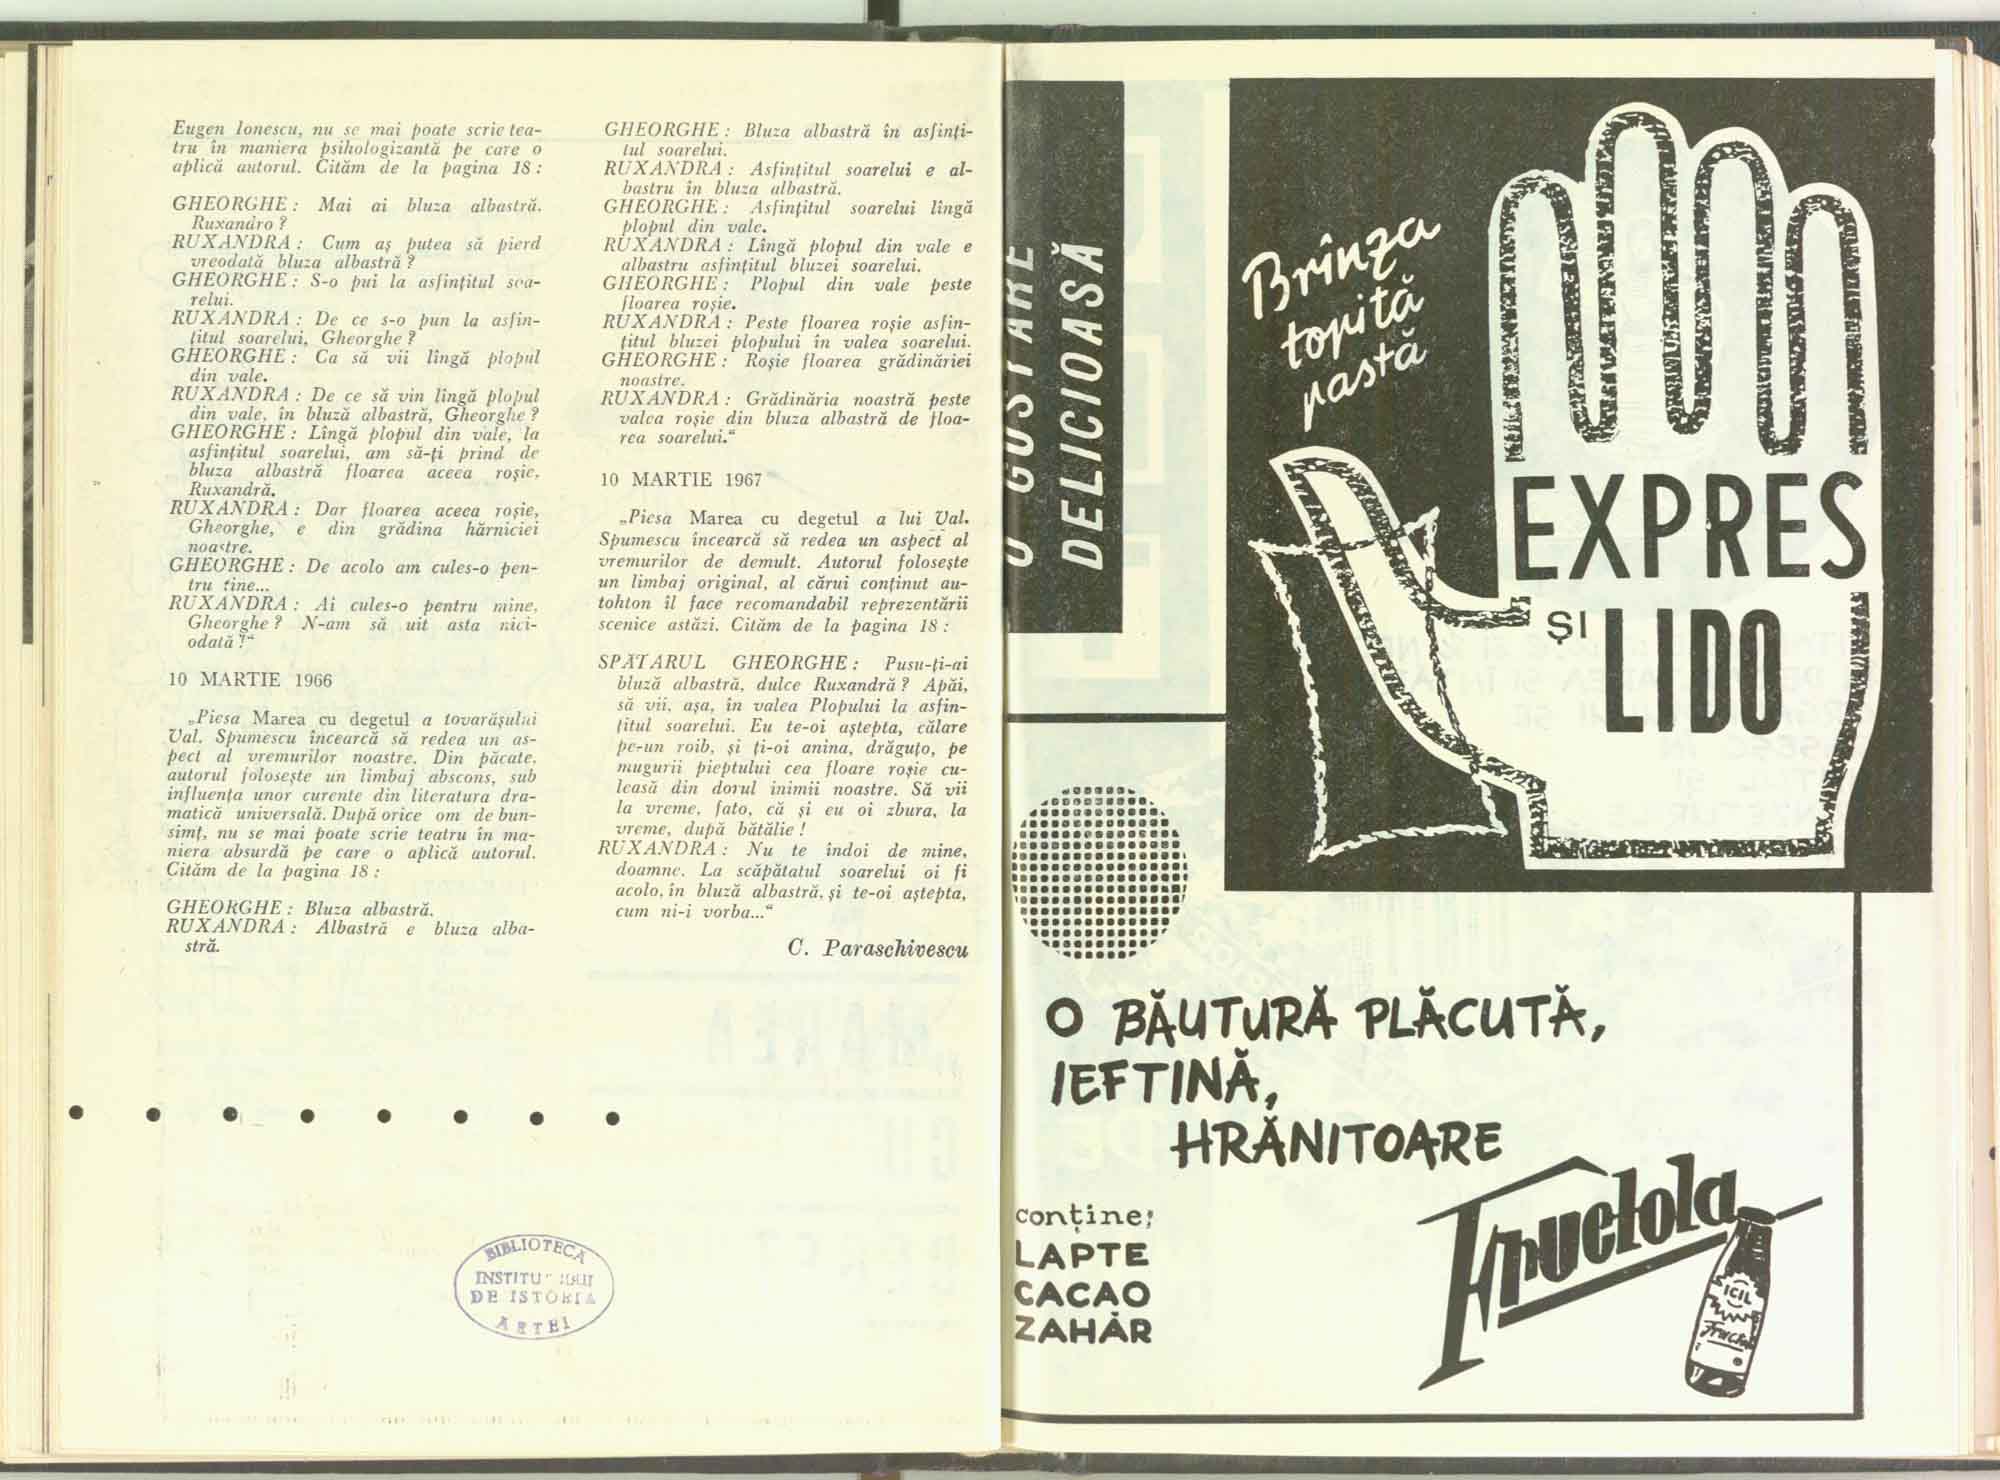 Eugen Ionescu, nu se mai poate scrie tea-
tru în maniera psihologizantă pe care o
aplică autorul. Cităm de la pagina 18 :
GHEORGHE : Mai ai bluza albastră.
Ruxandro ?
RUXANDRA : Cum aş putea să pierd
vreodată bluza albastră ?
GHEORGHE : S-o pui la asfinţitul soa-
relui.
RUXANDRA : De ce s-o pun la asfin-
ţitul soarelui, Gheorghe ?
GHEORGHE : Ca să vii lîngă plopul
din vale.
RUXANDRA : De ce să vin lîngă plopul
din vale, în bluză albastră, Gheorghe ?
GHEORGHE : Lîngă plopul din vale, la
asfinţitul soarelui, am să-ţi prind de
bluza albastră floarea aceea roşie.
Ruxandră.
RUXANDRA : Dar floarea aceea roşie,
Gheorghe, e din grădina hărniciei
noastre.
GHEORGHE : De acolo am cules-o pen-
tru tine...
RUXANDRA : Ai cules-o pentru mine,
Gheorghe ? N-am să uit asta nici-
odată ?“
10 MARTIE 1966
„Piesa Marea cu degetul a tovarăşului
Val. Spumescu încearcă să redea un as-
pect al vremurilor noastre. Din păcate,
autorul foloseşte un limbaj abscons, sub
influenţa unor curente din literatura dra-
matică universală. După orice om de bun-
simţ, nu se mai poate scrie teatru în ma-
niera absurdă pe care o aplică autorul.
Cităm de la pagina 18 :
GHEORGHE : Bluza albastră.
RUXANDRA : Albastră e bluza alba-
stră.
GHEORGHE : Bluza albastră în asfinţi-
tul soarelui.
RUXANDRA : Asfinţitul soarelui e al-
bastru în bluza albastră.
GHEORGHE : Asfinţitul soarelui lîngă
plopul din vale.
RUXANDRA : Lîngă plopul din vale e
albastru asfinţitul bluzei soarelui.
GHEORGHE : Plopul din vale peste
floarea roşie.
RUXANDRA : Peste floarea roşie asfin-
ţitul bluzei plopului în valea soarelui.
GHEORGHE : Roşie floarea grădinăriei
noastre.
RUXANDRA : Grădinăria noastră peste
valea roşie din bluza albastră de floa-
rea soarelui.“
10 MARTIE 1967
„Piesa Marea cu degetul a lui Val.
Spumescu încearcă să redea un aspect al
vremurilor de demult. Autorul foloseşte
un limbaj original, al cărui conţinut au-
tohton îl face recomandabil reprezentării
scenice astăzi. Cităm de la pagina 18 :
SPĂTARUL GHEORGHE : Pusu-ţi-ai
bluză albastră, dulce Ruxandră ? Apăi,
să vii, aşa, în valea Plopului la asfin-
ţitul soarelui. Eu te-oi aştepta, călare
pe-un roib, şi ţi-oi anina, drăguţo, pe
mugurii pieptului cea floare roşie cu-
leasă din dorul inimii noastre. Să vii
la vreme, fato, că şi eu oi zbura, la
vreme, după bătălie !
RUXANDRA : Nu te îndoi de mine,
doamne. La scăpătatul soarelui oi fi
acolo, în bluză albastră, şi te-oi aştepta,
cum ni-i vorba...“
C. Paraschivescu
BIBLIOTECA
DE ISTORIA
ARTEI
O GUSTARE
DELICIOASĂ
Brînza
topită
pastă
EXPRES
ŞI LIDO
O BĂUTURĂ PLĂCUTĂ,
IEFTINĂ,
HRĂNITOARE
conţine:
LAPTE
CACAO
ZAHĂR
Fructola
ICIL